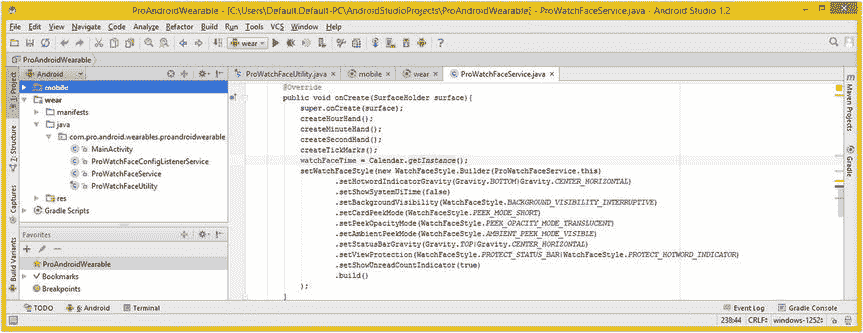 ProAndroidWearable - [C:\Users\Default.Default-PC\AndroidStudioProjects\ProAndroidWearable] - ProWatchFaceService.java - Android Studio 1.2
File Edit View Navigate Code Analyze Refactor Build Run Tools VCS Window Help
wear
ProAndroidWearable
Android
ProWatchFaceUtility.java
mobile
wear
ProWatchFaceService.java
1: Project
Z: Structure
Captures
Build Variants
2: Favorites
Maven Projects
Gradle
mobile
wear
manifests
java
com.pro.android.wearables.proandroidwearable
MainActivity
ProWatchFaceConfigListenerService
ProWatchFaceService
ProWatchFaceUtility
res
Gradle Scripts
Favorites
ProAndroidWearable
Bookmarks
Breakpoints
@Override
public void onCreate(SurfaceHolder surface){
super.onCreate(surface);
createHourHand();
createMinuteHand();
createSecondHand();
createTickMarks();
watchFaceTime = Calendar.getInstance();
setWatchFaceStyle(new WatchFaceStyle.Builder(ProWatchFaceService.this)
.setHotwordIndicatorGravity(Gravity.BOTTOM|Gravity.CENTER_HORIZONTAL)
.setShowSystemUiTime(false)
.setBackgroundVisibility(WatchFaceStyle.BACKGROUND_VISIBILITY_INTERRUPTIVE)
.setCardPeekMode(WatchFaceStyle.PEEK_MODE_SHORT)
.setPeekOpacityMode(WatchFaceStyle.PEEK_OPACITY_MODE_TRANSLUCENT)
.setAmbientPeekMode(WatchFaceStyle.AMBIENT_PEEK_MODE_VISIBLE)
.setStatusBarGravity(Gravity.TOP|Gravity.CENTER_HORIZONTAL)
.setViewProtection(WatchFaceStyle.PROTECT_STATUS_BAR|WatchFaceStyle.PROTECT_HOTWORD_INDICATOR)
.setShowUnreadCountIndicator(true)
.build()
);
}
TODO
6: Android
Terminal
Event Log
Gradle Console
238:44 CRLF÷ windows-1252÷